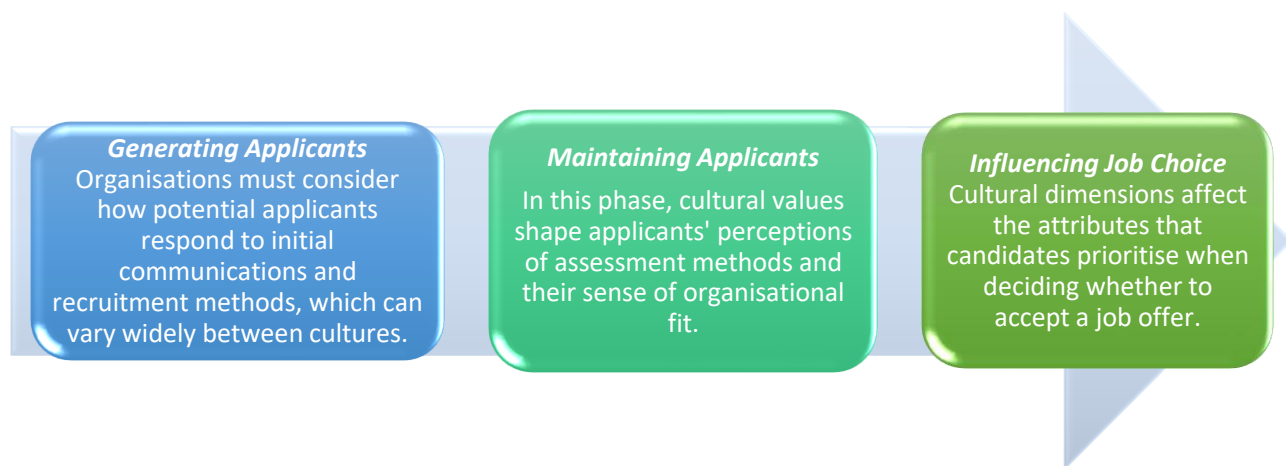 Generating Applicants
Organisations must consider
how potential applicants
respond to initial
communications and
recruitment methods, which can
vary widely between cultures.
Maintaining Applicants
In this phase, cultural values
shape applicants' perceptions
of assessment methods and
their sense of organisational
fit.
Influencing Job Choice
Cultural dimensions affect
the attributes that
candidates prioritise when
deciding whether to
accept a job offer.